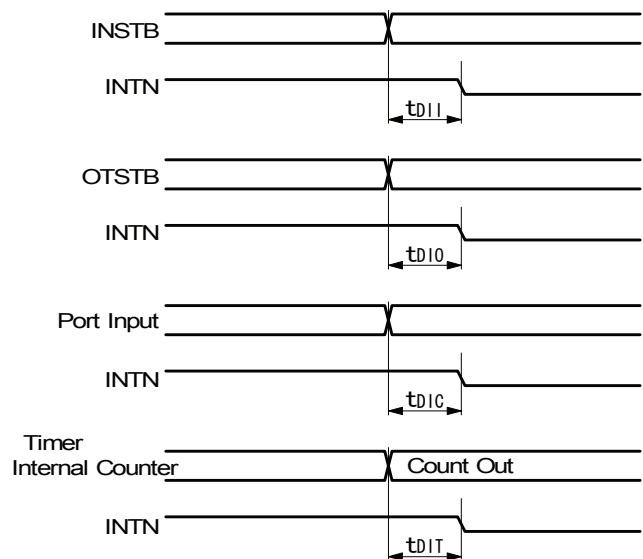 INSTB
INTN
tDII
OTSTB
INTN
tDIO
Port Input
INTN
tDIC
Timer
Internal Counter
Count Out
INTN
tDIT